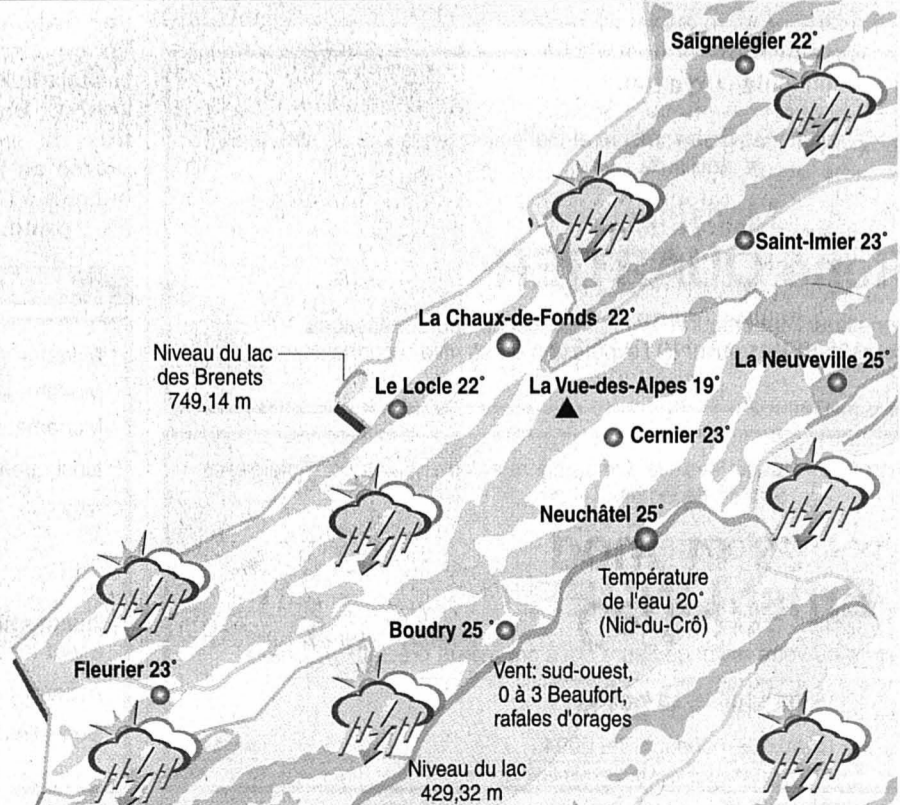 Saignelégier 22°
Saint-Imier 23°
La Chaux-de-Fonds 22°
Niveau du lac
des Brenets
749,14 m
Le Locle 22°
La Vue-des-Alpes 19°
La Neuveville 25°
Cernier 23°
Neuchâtel 25°
Température
de l'eau 20°
(Nid-du-Crô)
Boudry 25 °
Fleurier 23°
Vent: sud-ouest,
0 à 3 Beaufort,
rafales d'orages
Niveau du lac
429,32 m